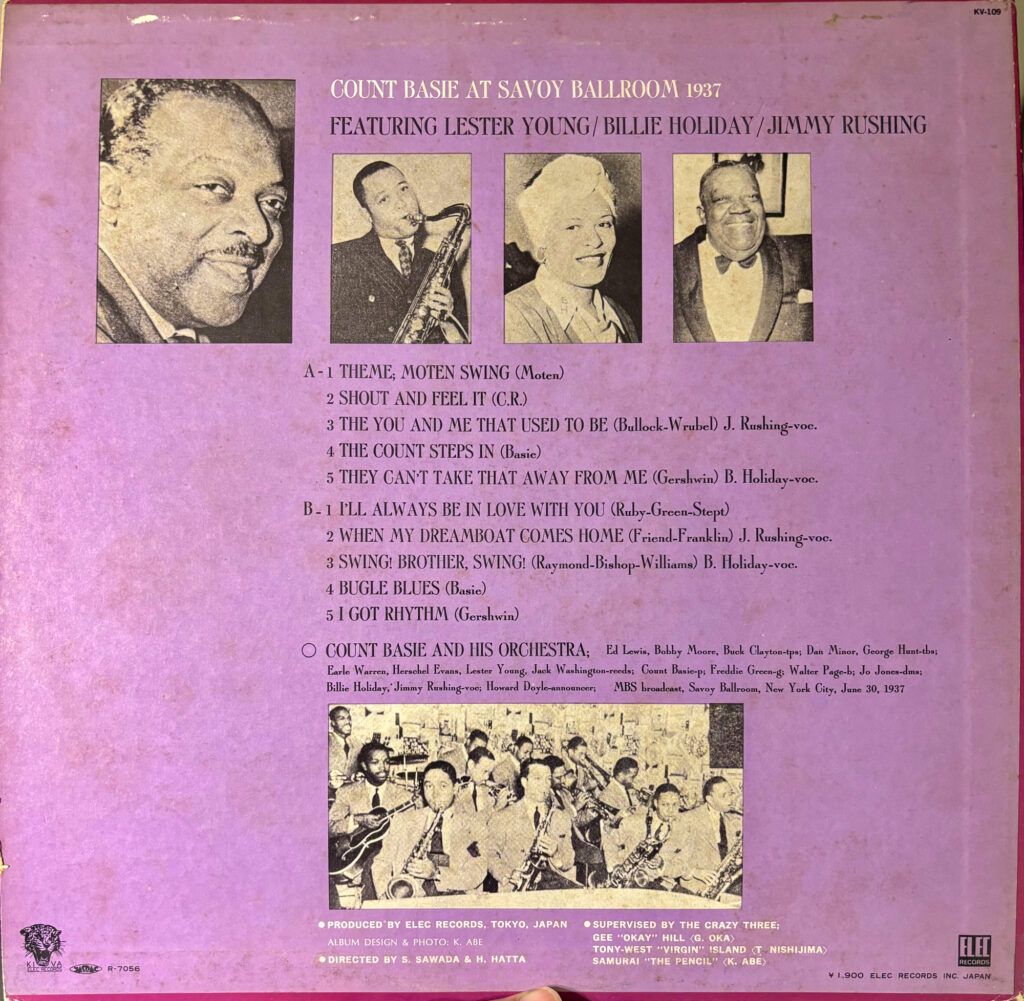 KV-109
COUNT BASIE AT SAVOY BALLROOM 1937
FEATURING LESTER YOUNG/BILLIE HOLIDAY/JIMMY RUSHING
A-1 THEME; MOTEN SWING (Moten)
2 SHOUT AND FEEL IT (C.R.)
3 THE YOU AND ME THAT USED TO BE (Bullock-Wrubel) J. Rushing-voc.
4 THE COUNT STEPS IN (Basie)
5 THEY CAN'T TAKE THAT AWAY FROM ME (Gershwin) B. Holiday-voc.
B-1 I'LL ALWAYS BE IN LOVE WITH YOU (Ruby-Green-Stept)
2 WHEN MY DREAMBOAT COMES HOME (Friend-Franklin) J. Rushing-voc.
3 SWING! BROTHER, SWING! (Raymond-Bishop-Williams) B. Holiday-voc.
4 BUGLE BLUES (Basie)
5 I GOT RHYTHM (Gershwin)
○ COUNT BASIE AND HIS ORCHESTRA; Ed Lewis, Bobby Moore, Buck Clayton-tps; Dan Minor, George Hunt-tbs;
Earle Warren, Herschel Evans, Lester Young, Jack Washington-reeds; Count Basie-p; Freddie Green-g; Walter Page-b; Jo Jones-dms;
Billie Holiday, Jimmy Rushing-voc; Howard Doyle-announcer; MBS broadcast, Savoy Ballroom, New York City, June 30, 1937
● PRODUCED BY ELEC RECORDS, TOKYO, JAPAN
ALBUM DESIGN & PHOTO: K. ABE
● DIRECTED BY S. SAWADA & H. HATTA
● SUPERVISED BY THE CRAZY THREE;
GEE "OKAY" HILL (G. OKA)
TONY-WEST "VIRGIN" ISLAND (T. NISHIJIMA)
SAMURAI "THE PENCIL" (K. ABE)
ELEC RECORDS
JASRAC R-7056
ELEC
RECORDS
¥1,900 ELEC RECORDS INC. JAPAN